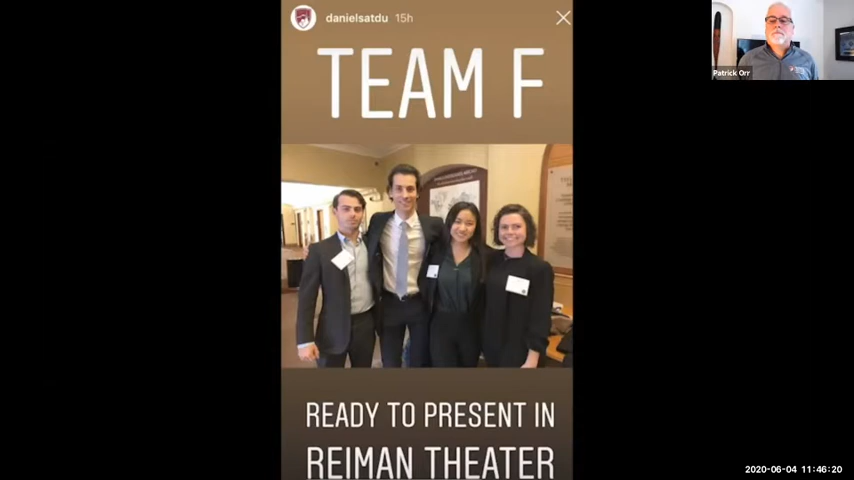 danielsatdu 15h
TEAM F
READY TO PRESENT IN
REIMAN THEATER
Patrick Orr
2020-06-04 11:46:20